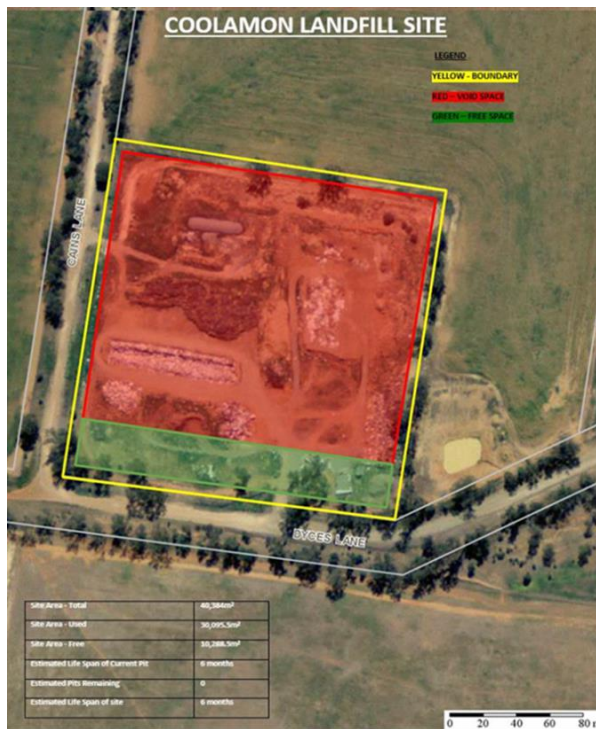 COOLAMON LANDFILL SITE
LEGEND
YELLOW - BOUNDARY
RED – VOID SPACE
GREEN – FREE SPACE
CAINS LANE
DYCES LANE
Site Area - Total 40,384m²
Site Area - Used 30,095.5m²
Site Area - Free 10,288.5m²
Estimated Life Span of Current Pit 6 months
Estimated Pits Remaining 0
Estimated Life Span of site 6 months
0 20 40 60 80 m